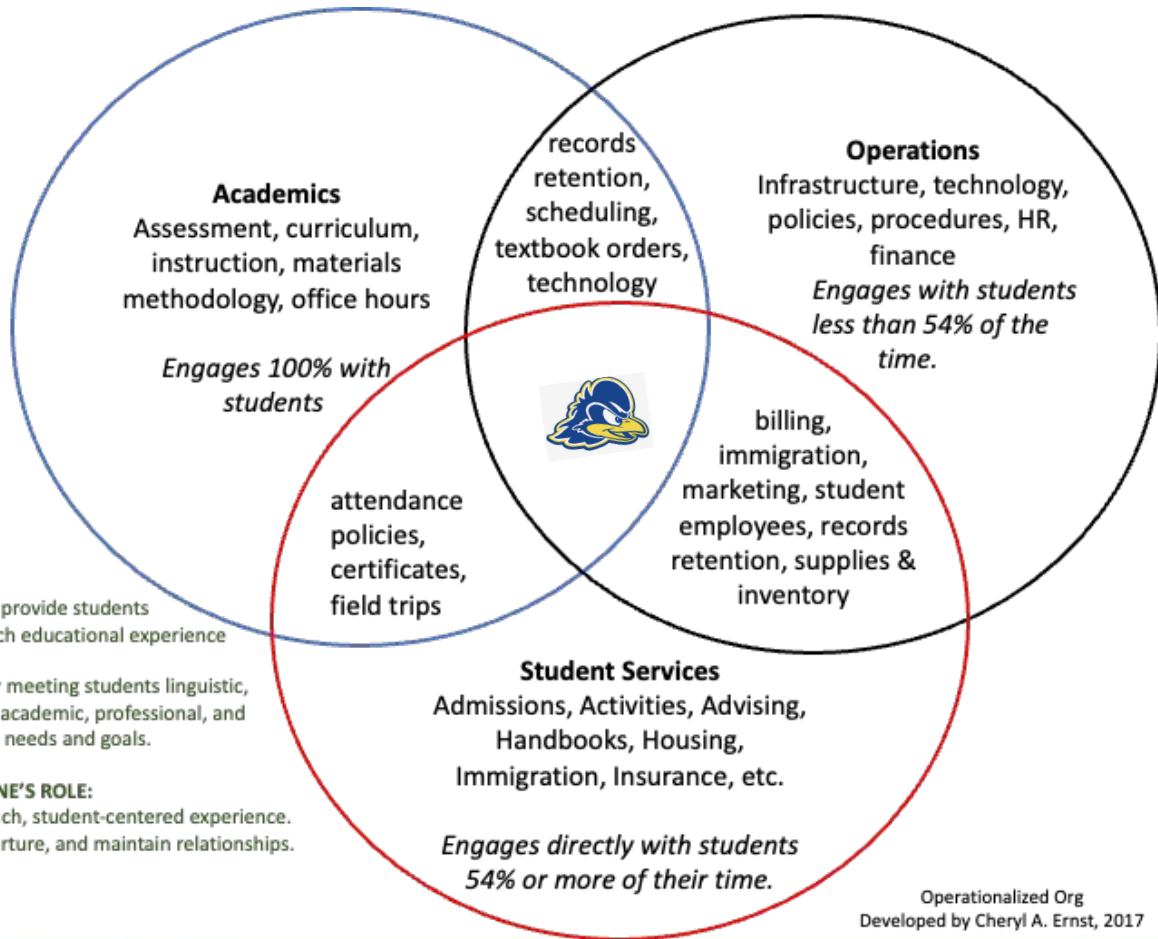 Academics
Assessment, curriculum,
instruction, materials
methodology, office hours
Engages 100% with
students
records
retention,
scheduling,
textbook orders,
technology
Operations
Infrastructure, technology,
policies, procedures, HR,
finance
Engages with students
less than 54% of the
time.
attendance
policies,
certificates,
field trips
billing,
immigration,
marketing, student
employees, records
retention, supplies &
inventory
provide students
educational experience
meeting students linguistic,
academic, professional, and
needs and goals.
ROLE:
student-centered experience.
and maintain relationships.
Student Services
Admissions, Activities, Advising,
Handbooks, Housing,
Immigration, Insurance, etc.
Engages directly with students
54% or more of their time.
Operationalized Org
Developed by Cheryl A. Ernst, 2017